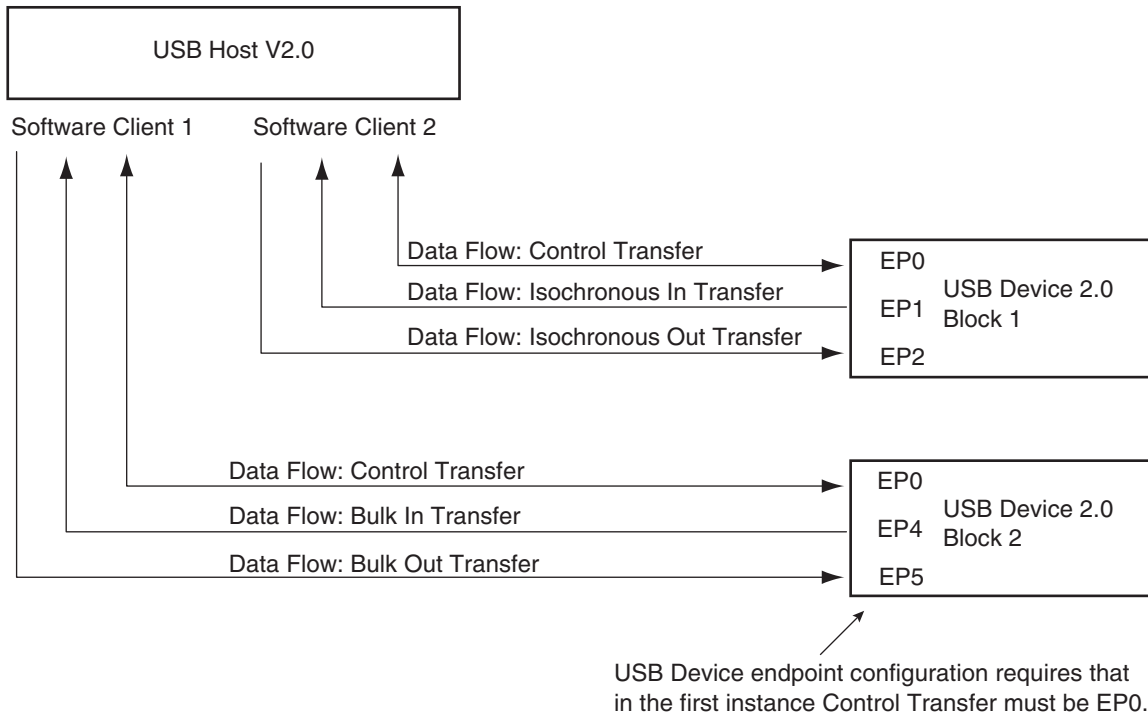 USB Host V2.0
Software Client 1
Software Client 2
Data Flow: Control Transfer
EP0
Data Flow: Isochronous In Transfer
EP1
USB Device 2.0
Block 1
Data Flow: Isochronous Out Transfer
EP2
Data Flow: Control Transfer
EP0
Data Flow: Bulk In Transfer
EP4
USB Device 2.0
Block 2
Data Flow: Bulk Out Transfer
EP5
USB Device endpoint configuration requires that
in the first instance Control Transfer must be EP0.